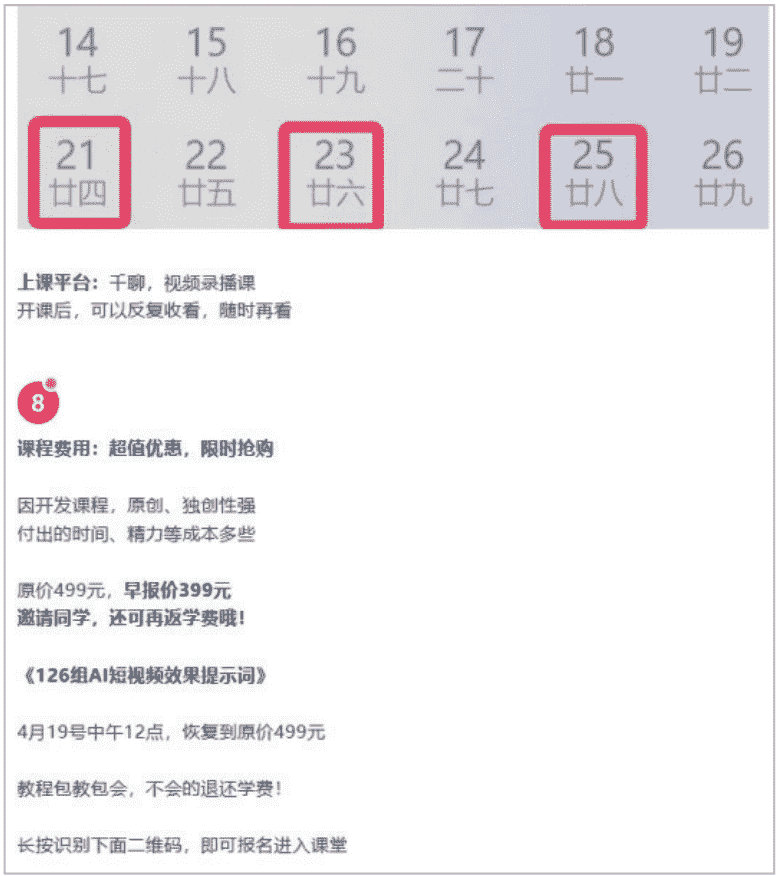 14 15 16 17 18 19
十七 十八 十九 二十 廿一 廿二
21 22 23 24 25 26
廿四 廿五 廿六 廿七 廿八 廿九
上课平台：千聊，视频录播课
开课后，可以反复收看，随时再看
8
课程费用：超值优惠，限时抢购
因开发课程，原创、独创性强
付出的时间、精力等成本多些
原价499元，早报价399元
邀请同学，还可再返学费哦！
《126组AI短视频效果提示词》
4月19号中午12点，恢复到原价499元
教程包教包会，不会的退还学费！
长按识别下面二维码，即可报名进入课堂